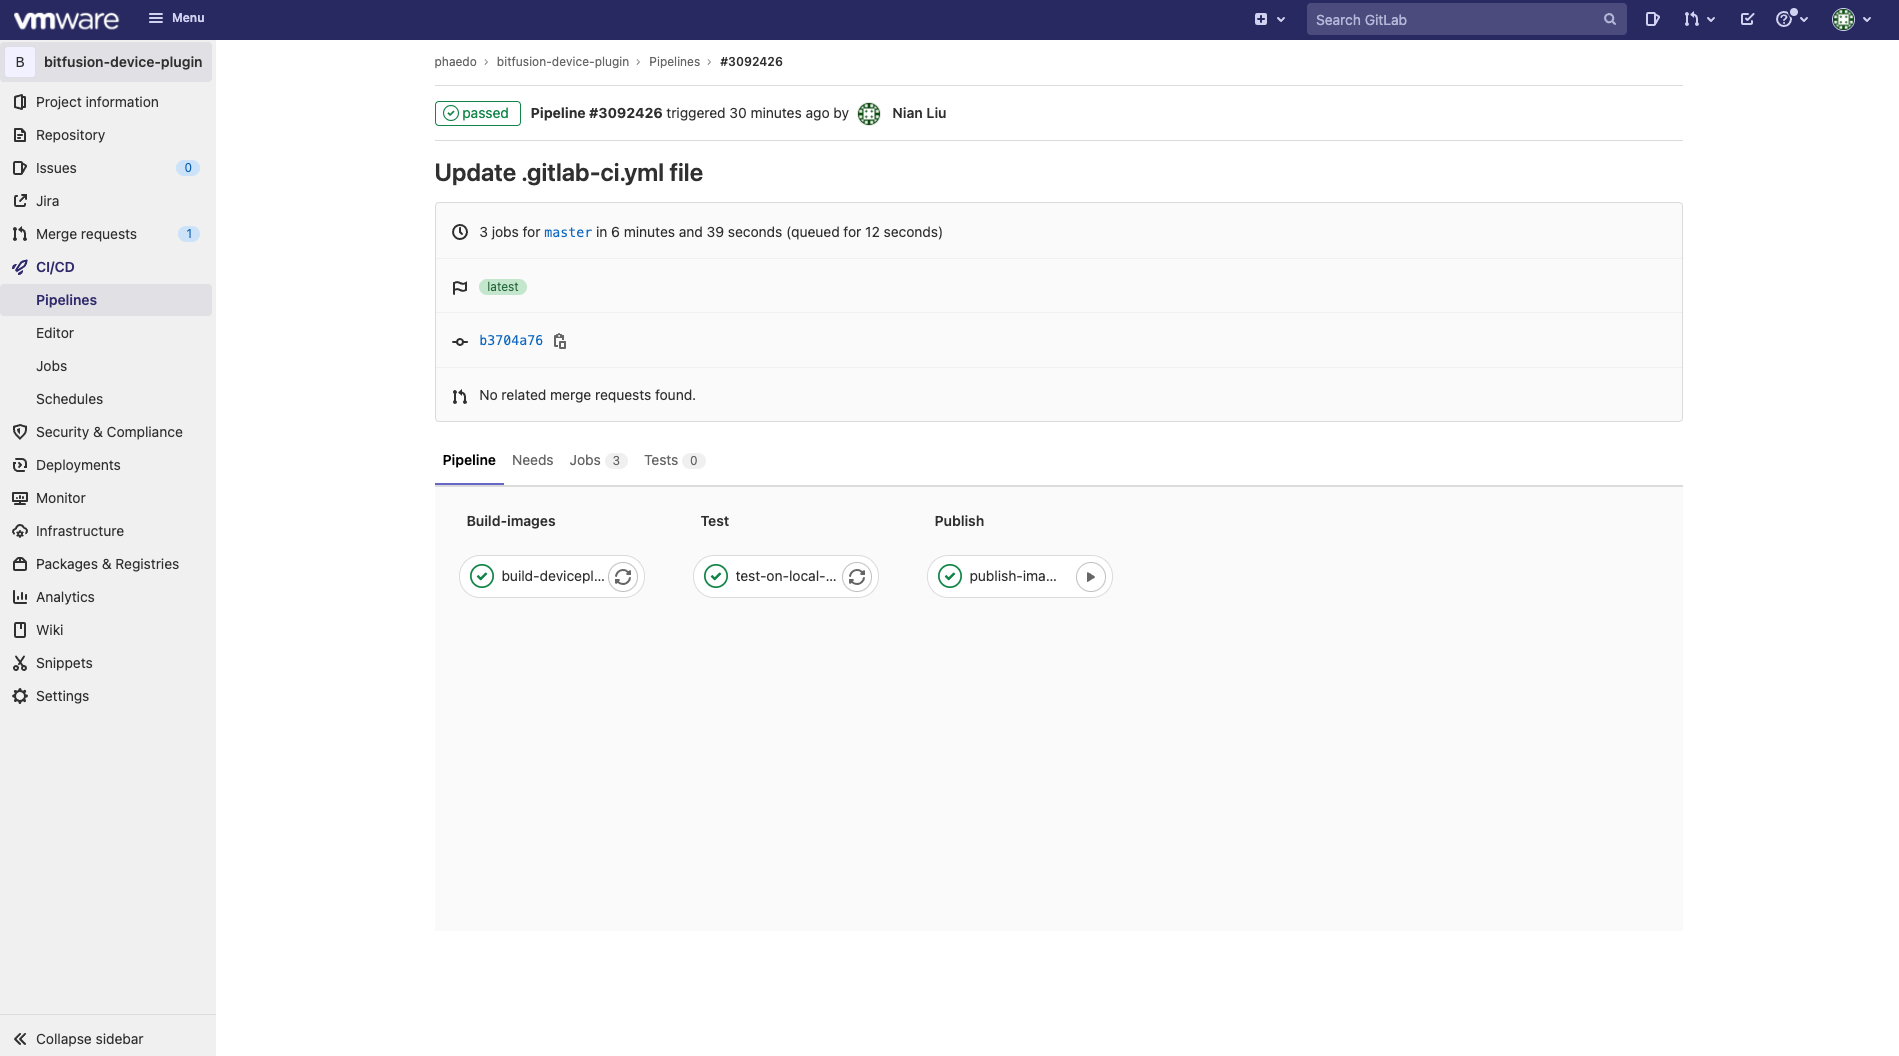 vmware
Menu
Search GitLab
B bitfusion-device-plugin
Project information
Repository
Issues 0
Jira
Merge requests 1
CI/CD
Pipelines
Editor
Jobs
Schedules
Security & Compliance
Deployments
Monitor
Infrastructure
Packages & Registries
Analytics
Wiki
Snippets
Settings
Collapse sidebar
phaedo › bitfusion-device-plugin › Pipelines › #3092426
passed Pipeline #3092426 triggered 30 minutes ago by Nian Liu
Update .gitlab-ci.yml file
3 jobs for master in 6 minutes and 39 seconds (queued for 12 seconds)
latest
b3704a76
No related merge requests found.
Pipeline Needs Jobs 3 Tests 0
Build-images Test Publish
build-devicepl... test-on-local-... publish-ima...